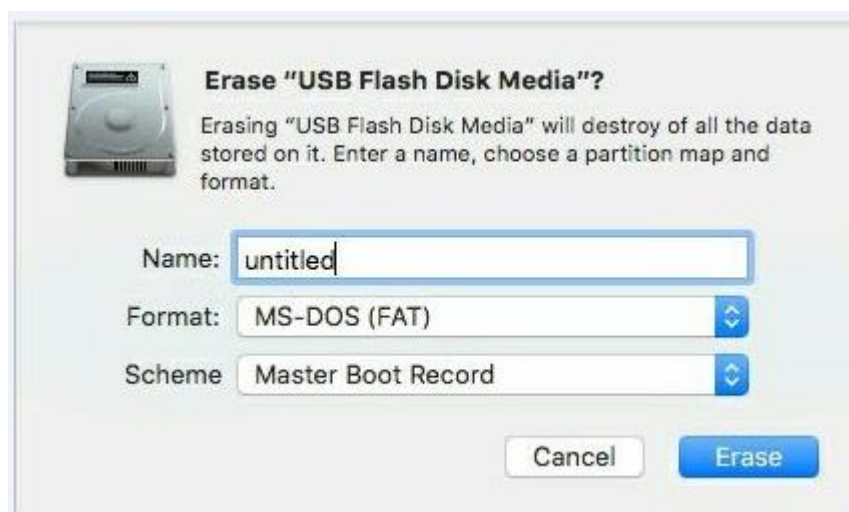 Erase “USB Flash Disk Media”?
Erasing “USB Flash Disk Media” will destroy of all the data
stored on it. Enter a name, choose a partition map and
format.
Name: untitled
Format: MS-DOS (FAT)
Scheme Master Boot Record
Cancel Erase